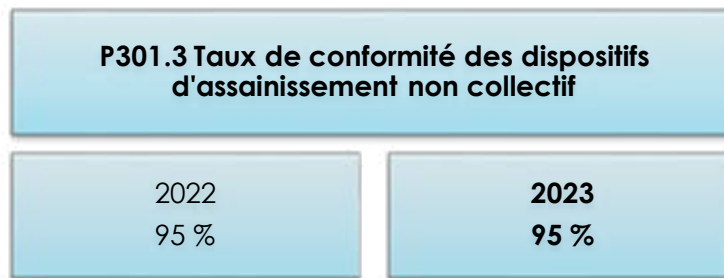 P301.3 Taux de conformité des dispositifs
d'assainissement non collectif
2022
95 %
2023
95 %